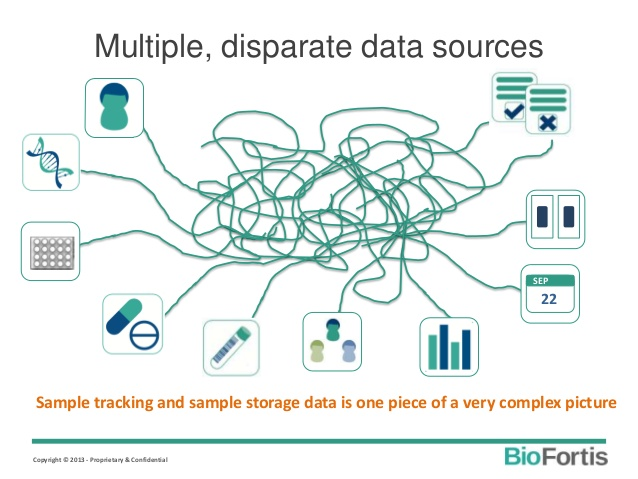 Multiple, disparate data sources
SEP
22
Sample tracking and sample storage data is one piece of a very complex picture
Copyright © 2013 - Proprietary & Confidential
BioFortis